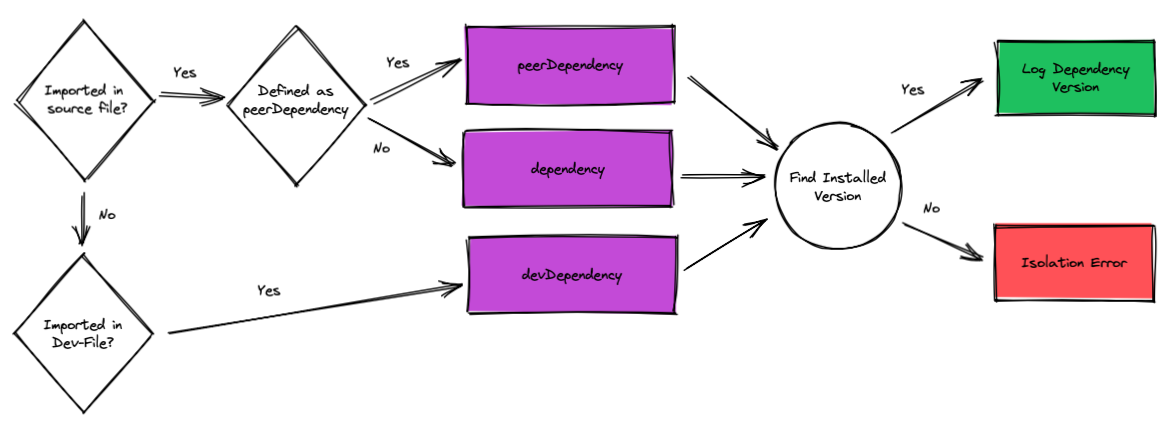 Imported in
source file?
Yes
Defined as
peerDependency
Yes
No
peerDependency
dependency
devDependency
Find Installed
Version
Yes
Log Dependency
Version
No
Isolation Error
No
Imported in
Dev-File?
Yes